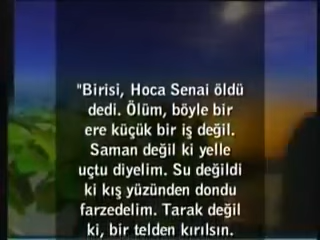 "Birisi, Hoca Senai öldü
dedi. Ölüm, böyle bir
ere küçük bir iş değil.
Saman değil ki yelle
uçtu diyelim. Su değildi
ki kış yüzünden dondu
farzedelim. Tarak değil
ki, bir telden kırılsın.